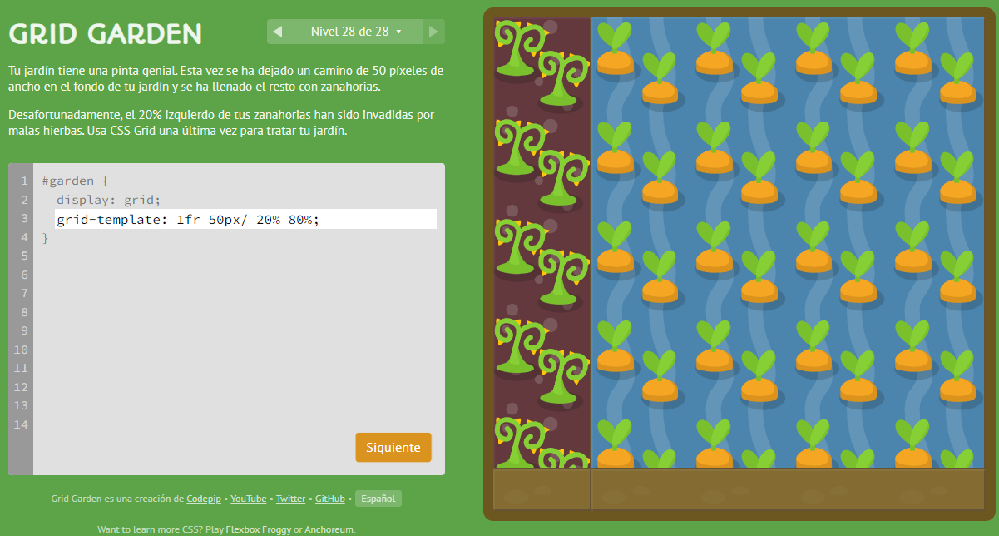 GRID GARDEN
◀ Nivel 28 de 28 ▾ ▶
Tu jardín tiene una pinta genial. Esta vez se ha dejado un camino de 50 píxeles de
ancho en el fondo de tu jardín y se ha llenado el resto con zanahorias.
Desafortunadamente, el 20% izquierdo de tus zanahorias han sido invadidas por
malas hierbas. Usa CSS Grid una última vez para tratar tu jardín.
1 #garden {
2 display: grid;
3 grid-template: 1fr 50px/ 20% 80%;
4 }
5
6
7
8
9
10
11
12
13
14
Siguiente
Grid Garden es una creación de Codepip • YouTube • Twitter • GitHub • Español
Want to learn more CSS? Play Flexbox Froggy or Anchoreum.